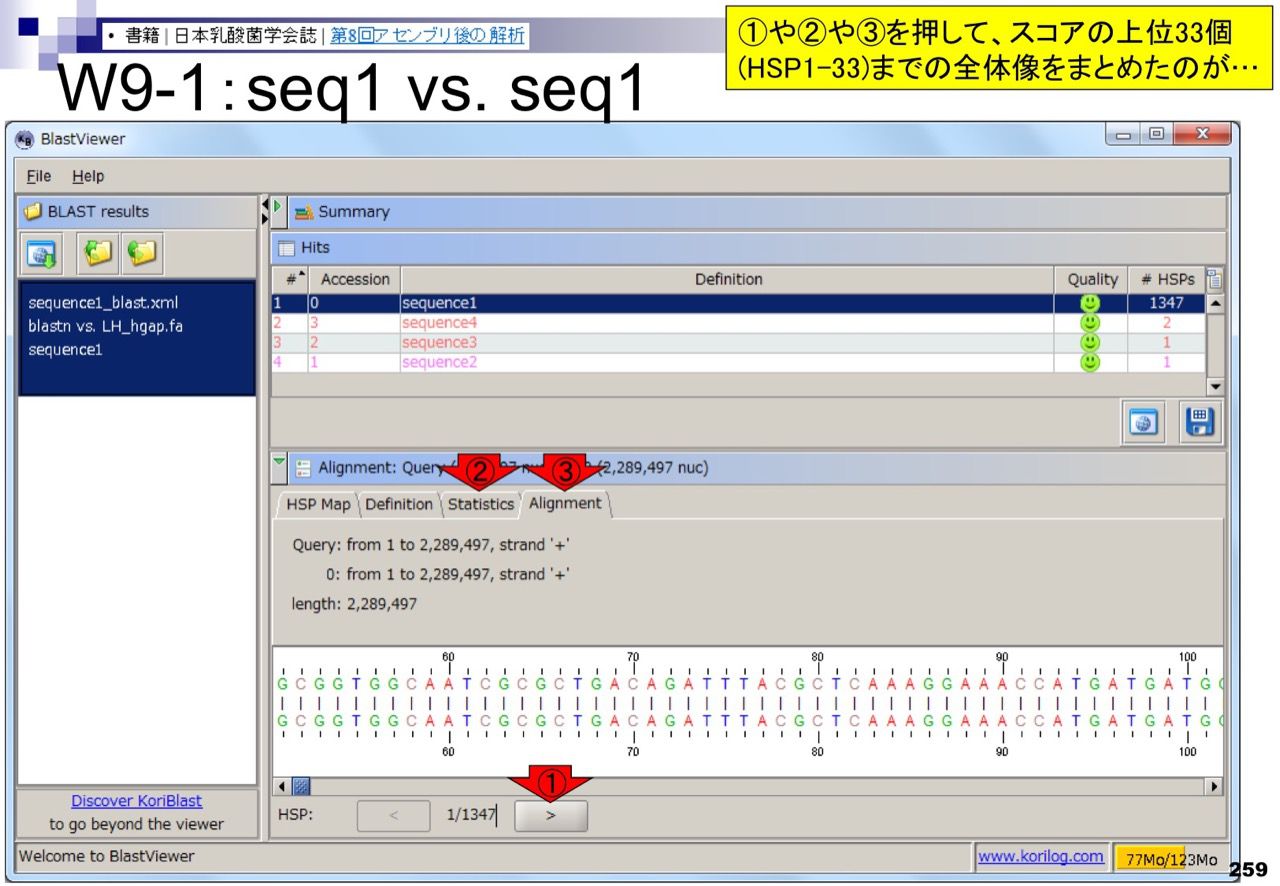 • 書籍 | 日本乳酸菌学会誌 | 第8回アセンブリ後の解析
①や②や③を押して、スコアの上位33個
(HSP1-33)までの全体像をまとめたのが…
W9-1：seq1 vs. seq1
BlastViewer
File Help
BLAST results
Summary
Hits
# Accession Definition Quality # HSPs
sequence1_blast.xml
blastn vs. LH_hgap.fa
sequence1
1 0 sequence1 1347
2 3 sequence4 2
3 2 sequence3 1
4 1 sequence2 1
Alignment: Query (2,289,497 nuc)
② ③
HSP Map Definition Statistics Alignment
Query: from 1 to 2,289,497, strand '+'
0: from 1 to 2,289,497, strand '+'
length: 2,289,497
60 70 80 90 100
G C G G T G G C A A T C G C G C T G A C A G A T T T A C G C T C A A A G G A A A C C A T G A T G A T G
G C G G T G G C A A T C G C G C T G A C A G A T T T A C G C T C A A A G G A A A C C A T G A T G A T G
60 70 80 90 100
①
HSP: < 1/1347 >
Discover KoriBlast
to go beyond the viewer
Welcome to BlastViewer
www.korilog.com
77Mo/123Mo
259